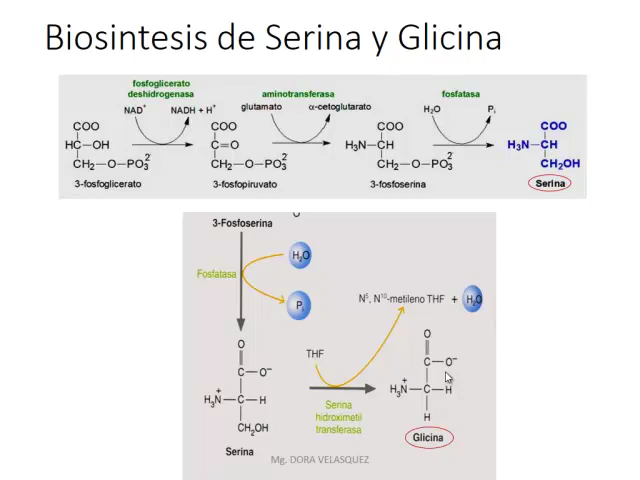 Biosintesis de Serina y Glicina
fosfoglicerato
deshidrogenasa
aminotransferasa
fosfatasa
NAD+ NADH + H+
glutamato α-cetoglutarato
H2O Pi
COO COO COO COO
HC—OH C=O H3N—CH H3N—CH
CH2—O—PO3 2 CH2—O—PO3 2 CH2—O—PO3 2 CH2OH
3-fosfoglicerato 3-fosfopiruvato 3-fosfoserina Serina
O
3-Fosfoserina
H2O
Fosfatasa
Pi
N5, N10-metileno THF + H2O
O
C—O−
+
H3N—C—H
CH2OH
Serina
THF
Serina
hidroximetil
transferasa
O
C—O−
+
H3N—C—H
H
Glicina
Mg. DORA VELASQUEZ